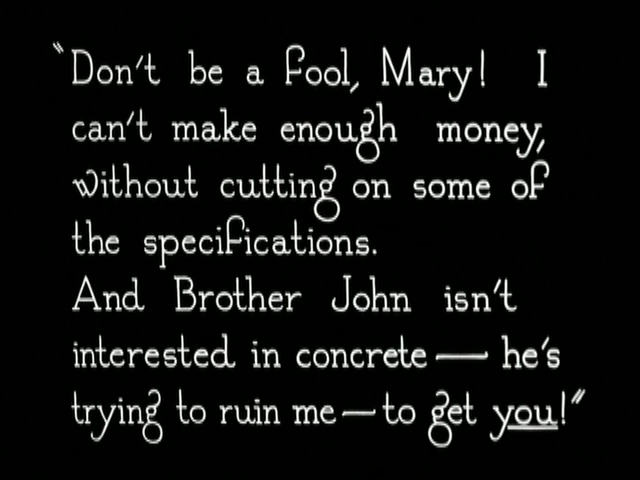 "Don't be a fool, Mary! I
can't make enough money,
without cutting on some of
the specifications.
And Brother John isn't
interested in concrete — he's
trying to ruin me — to get you!"